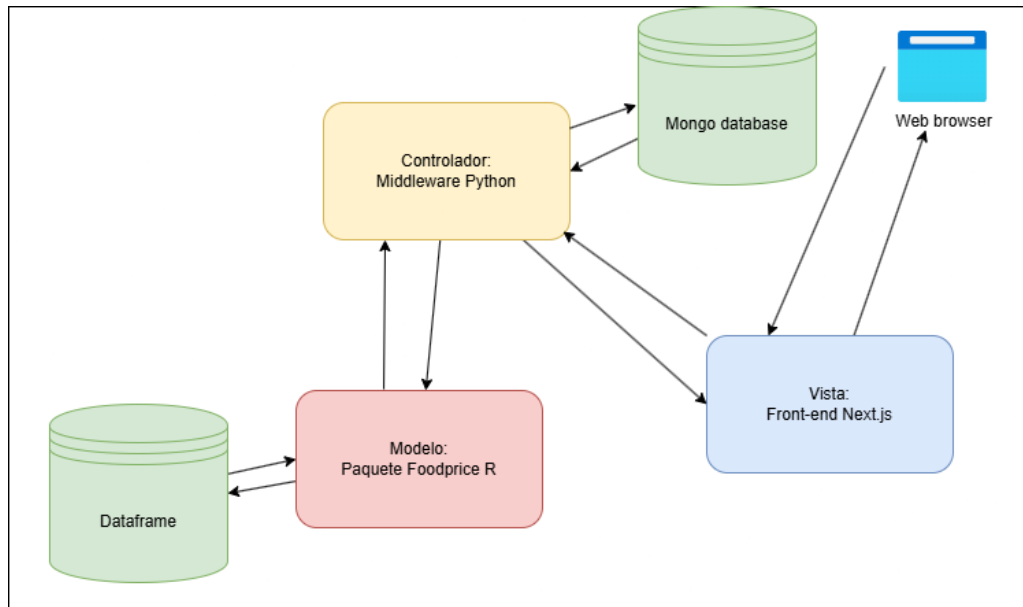 Mongo database
Web browser
Controlador:
Middleware Python
Vista:
Front-end Next.js
Modelo:
Paquete Foodprice R
Dataframe